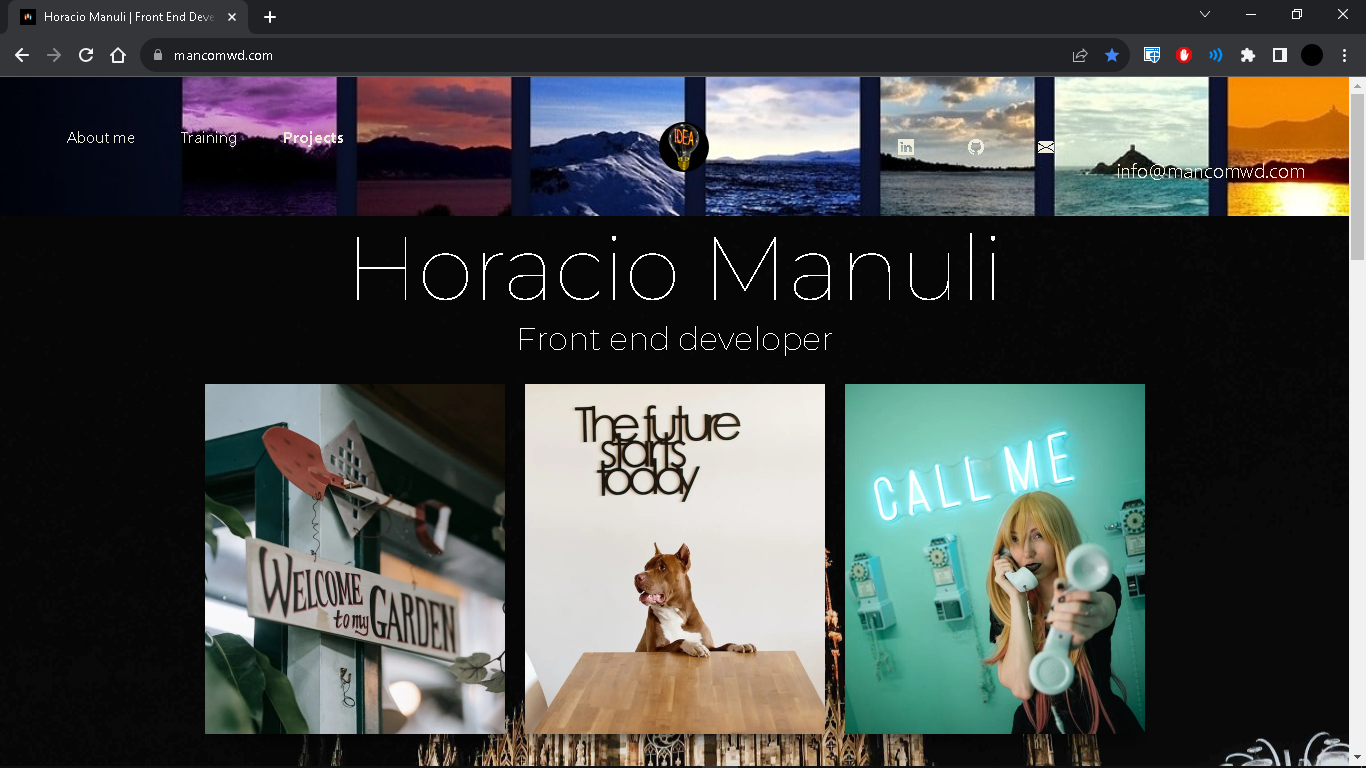 Horacio Manuli | Front End Deve
mancomwd.com
About me Training Projects
IDEA
info@mancomwd.com
Horacio Manuli
Front end developer
The future
starts
today
CALL ME
WELCOME
to my GARDEN